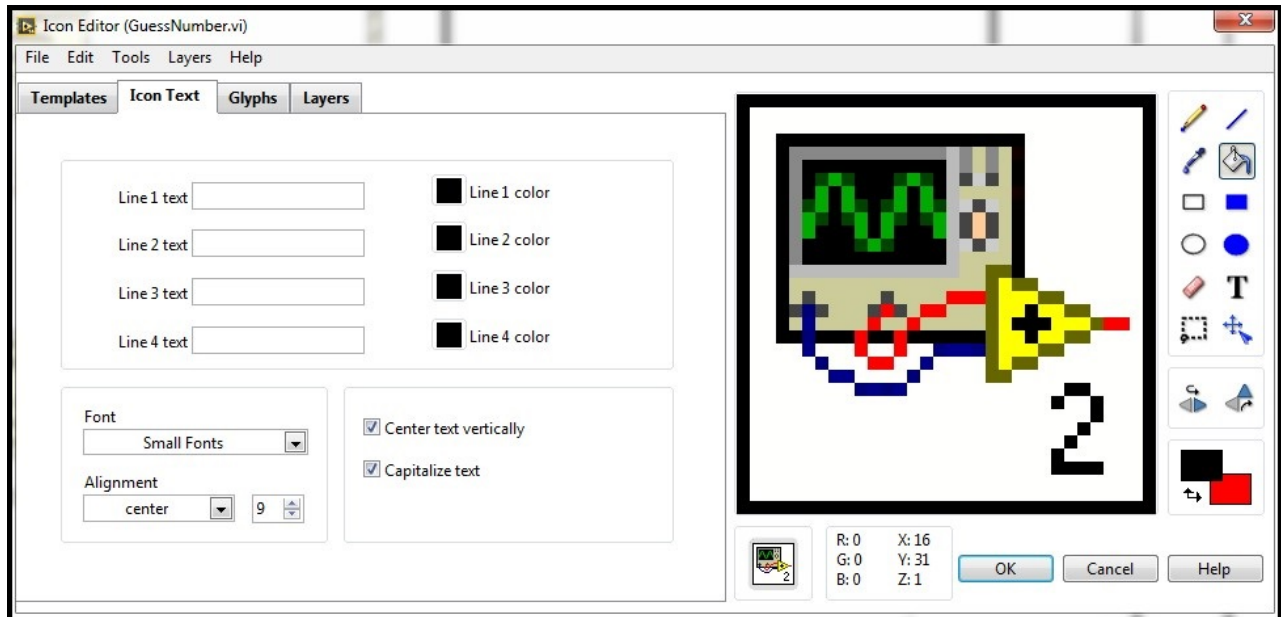 Icon Editor (GuessNumber.vi)
File Edit Tools Layers Help
Templates Icon Text Glyphs Layers
Line 1 text Line 1 color
Line 2 text Line 2 color
Line 3 text Line 3 color
Line 4 text Line 4 color
Font
Small Fonts
Alignment
center 9
Center text vertically
Capitalize text
2
T
R: 0 X: 16
G: 0 Y: 31
B: 0 Z: 1
2
OK Cancel Help